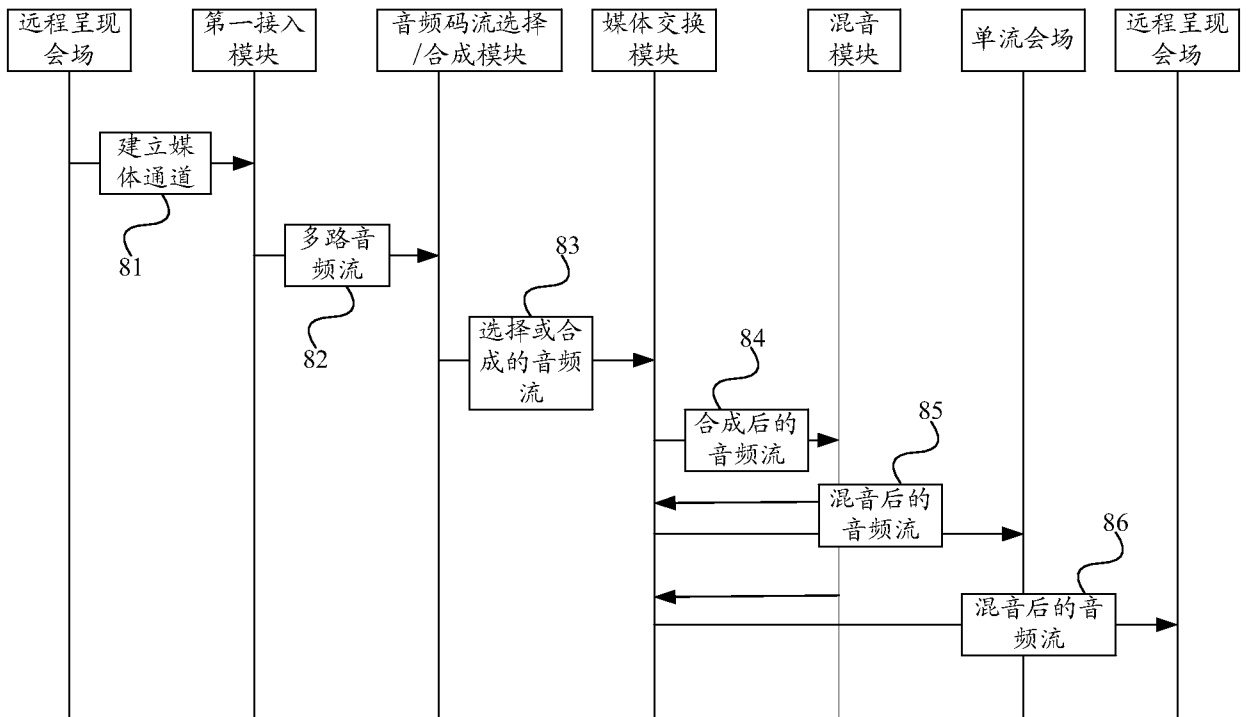 远程呈现
会场
第一接入
模块
音频码流选择
/合成模块
媒体交换
模块
混音
模块
单流会场
远程呈现
会场
建立媒
体通道
81
多路音
频流
82
83
选择或合
成的音频
流
84
合成后的
音频流
85
混音后的
音频流
86
混音后的音
频流